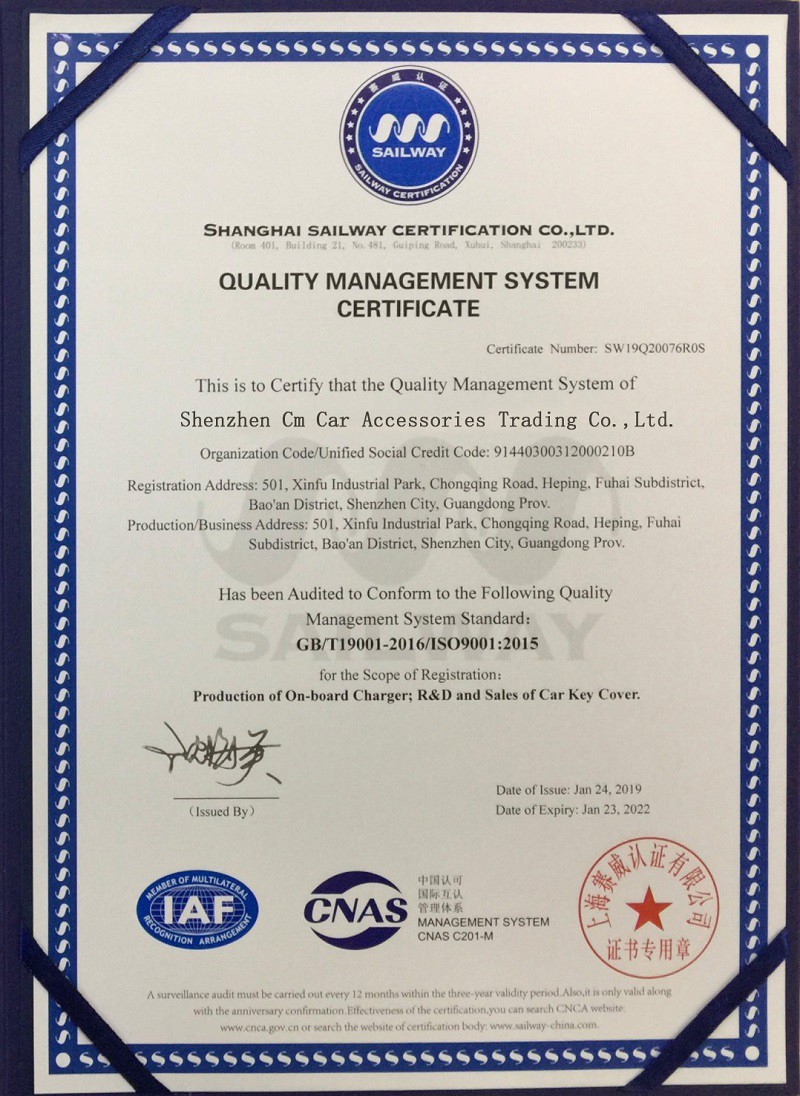 赛威认证
SAILWAY
SAILWAY CERTIFICATION
SHANGHAI SAILWAY CERTIFICATION CO.,LTD.
(Room 401, Building 21, No.481, Guiping Road, Xuhui, Shanghai 200233)
QUALITY MANAGEMENT SYSTEM
CERTIFICATE
Certificate Number: SW19Q20076R0S
This is to Certify that the Quality Management System of
Shenzhen Cm Car Accessories Trading Co.,Ltd.
Organization Code/Unified Social Credit Code: 91440300312000210B
Registration Address: 501, Xinfu Industrial Park, Chongqing Road, Heping, Fuhai Subdistrict,
Bao'an District, Shenzhen City, Guangdong Prov.
Production/Business Address: 501, Xinfu Industrial Park, Chongqing Road, Heping, Fuhai
Subdistrict, Bao'an District, Shenzhen City, Guangdong Prov.
Has been Audited to Conform to the Following Quality
Management System Standard:
SAILWAY
GB/T19001-2016/ISO9001:2015
for the Scope of Registration:
Production of On-board Charger; R&D and Sales of Car Key Cover.
(Issued By)
Date of Issue: Jan 24, 2019
Date of Expiry: Jan 23, 2022
MEMBER OF MULTILATERAL
IAF
RECOGNITION ARRANGEMENT
CNAS
中国认可
国际互认
管理体系
MANAGEMENT SYSTEM
CNAS C201-M
上海赛威认证有限公司
证书专用章
A surveillance audit must be carried out every 12 months within the three-year validity period.Also,it is only valid along
with the anniversary confirmation.Effectiveness of the certification,you can search CNCA website:
www.cnca.gov.cn or search the website of certification body: www.sailway-china.com.